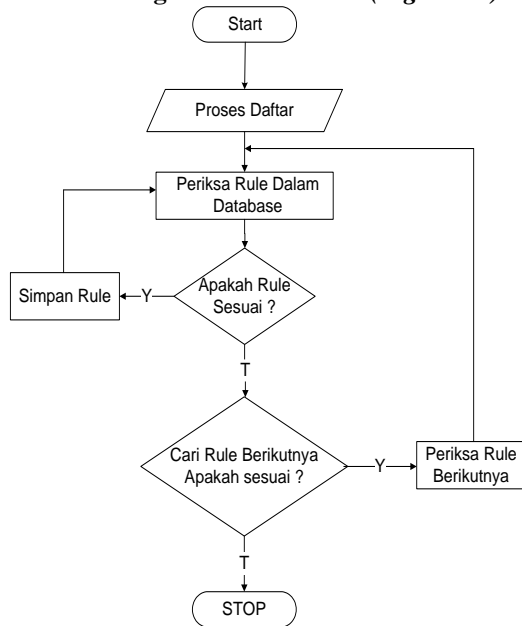 Start
Proses Daftar
Periksa Rule Dalam
Database
Apakah Rule
Sesuai ?
Y
Simpan Rule
T
Cari Rule Berikutnya
Apakah sesuai ?
Y
Periksa Rule
Berikutnya
T
STOP